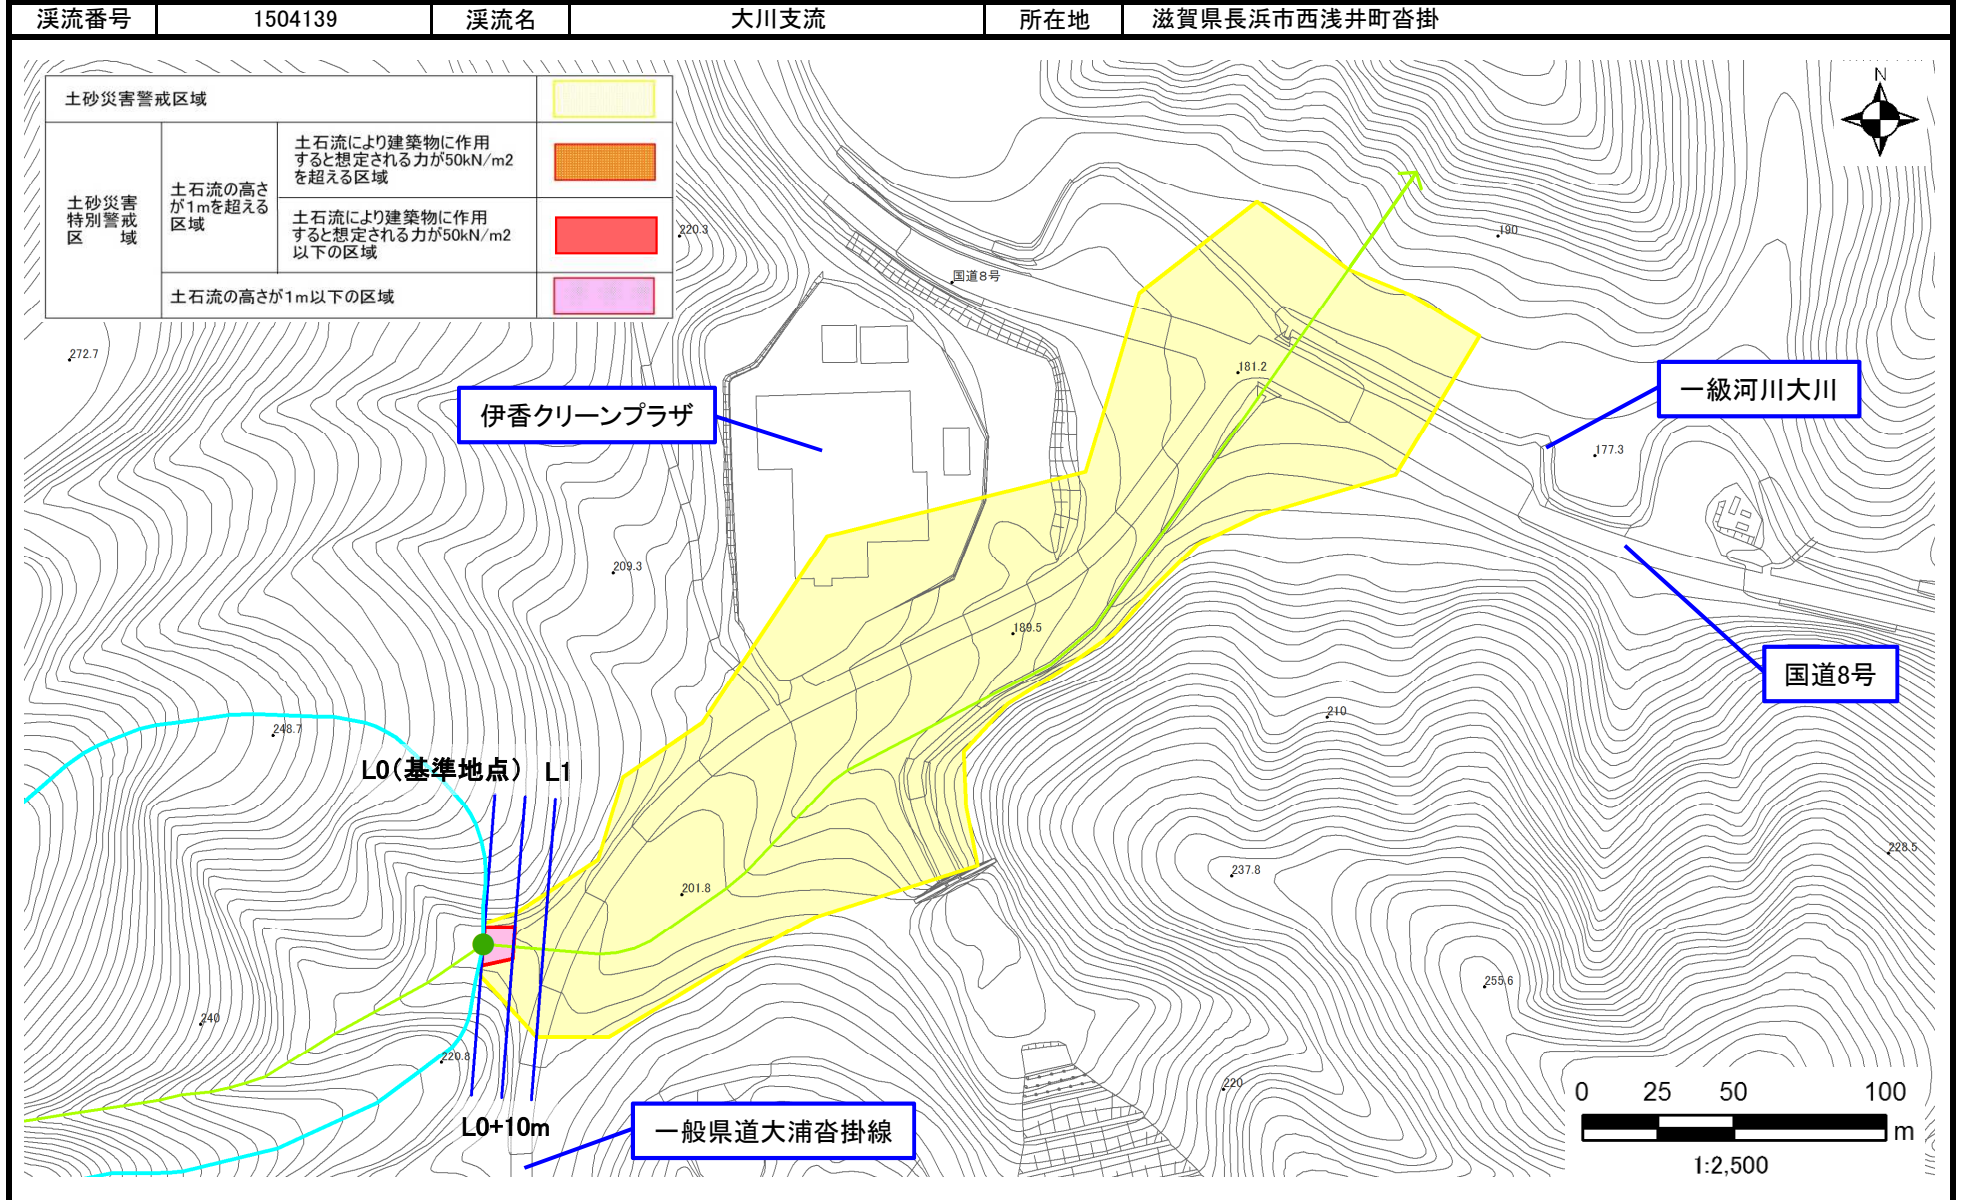 渓流番号 1504139 渓流名 大川支流 所在地 滋賀県長浜市西浅井町沓掛
土砂災害警戒区域
土砂災害
特別警戒
区　　域
土石流の高さ
が1mを超える
区域
土石流により建築物に作用
すると想定される力が50kN/m2
を超える区域
土石流により建築物に作用
すると想定される力が50kN/m2
以下の区域
土石流の高さが1m以下の区域
N
220.3
190
国道8号
272.7
181.2
一級河川大川
伊香クリーンプラザ
177.3
209.3
189.5
国道8号
210
248.7
L0(基準地点) L1
228.5
237.8
201.8
255.6
240
220.8
220
L0+10m
一般県道大浦沓掛線
0 25 50 100
m
1:2,500